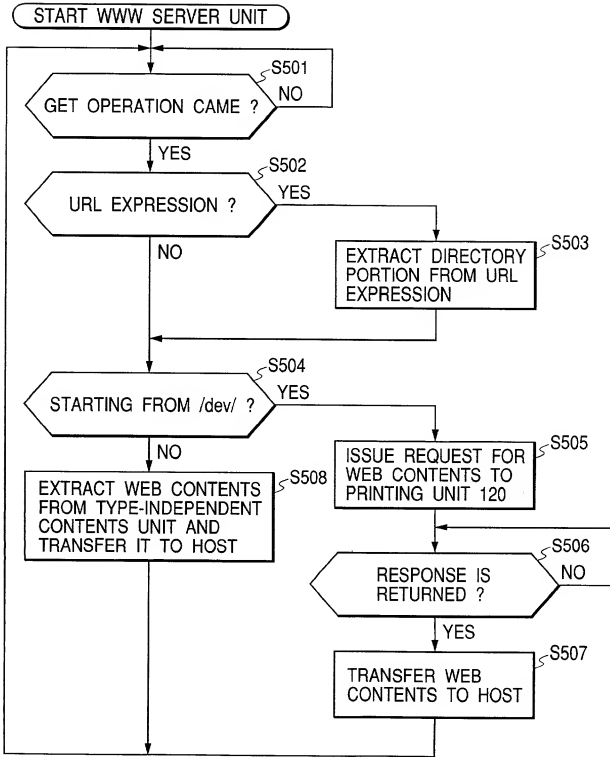 START WWW SERVER UNIT
S501
GET OPERATION CAME ?
NO
YES
S502
URL EXPRESSION ?
YES
NO
S503
EXTRACT DIRECTORY
PORTION FROM URL
EXPRESSION
S504
STARTING FROM /dev/ ?
YES
NO
S505
ISSUE REQUEST FOR
WEB CONTENTS TO
PRINTING UNIT 120
S508
EXTRACT WEB CONTENTS
FROM TYPE-INDEPENDENT
CONTENTS UNIT AND
TRANSFER IT TO HOST
S506
RESPONSE IS
RETURNED ?
NO
YES
S507
TRANSFER WEB
CONTENTS TO HOST